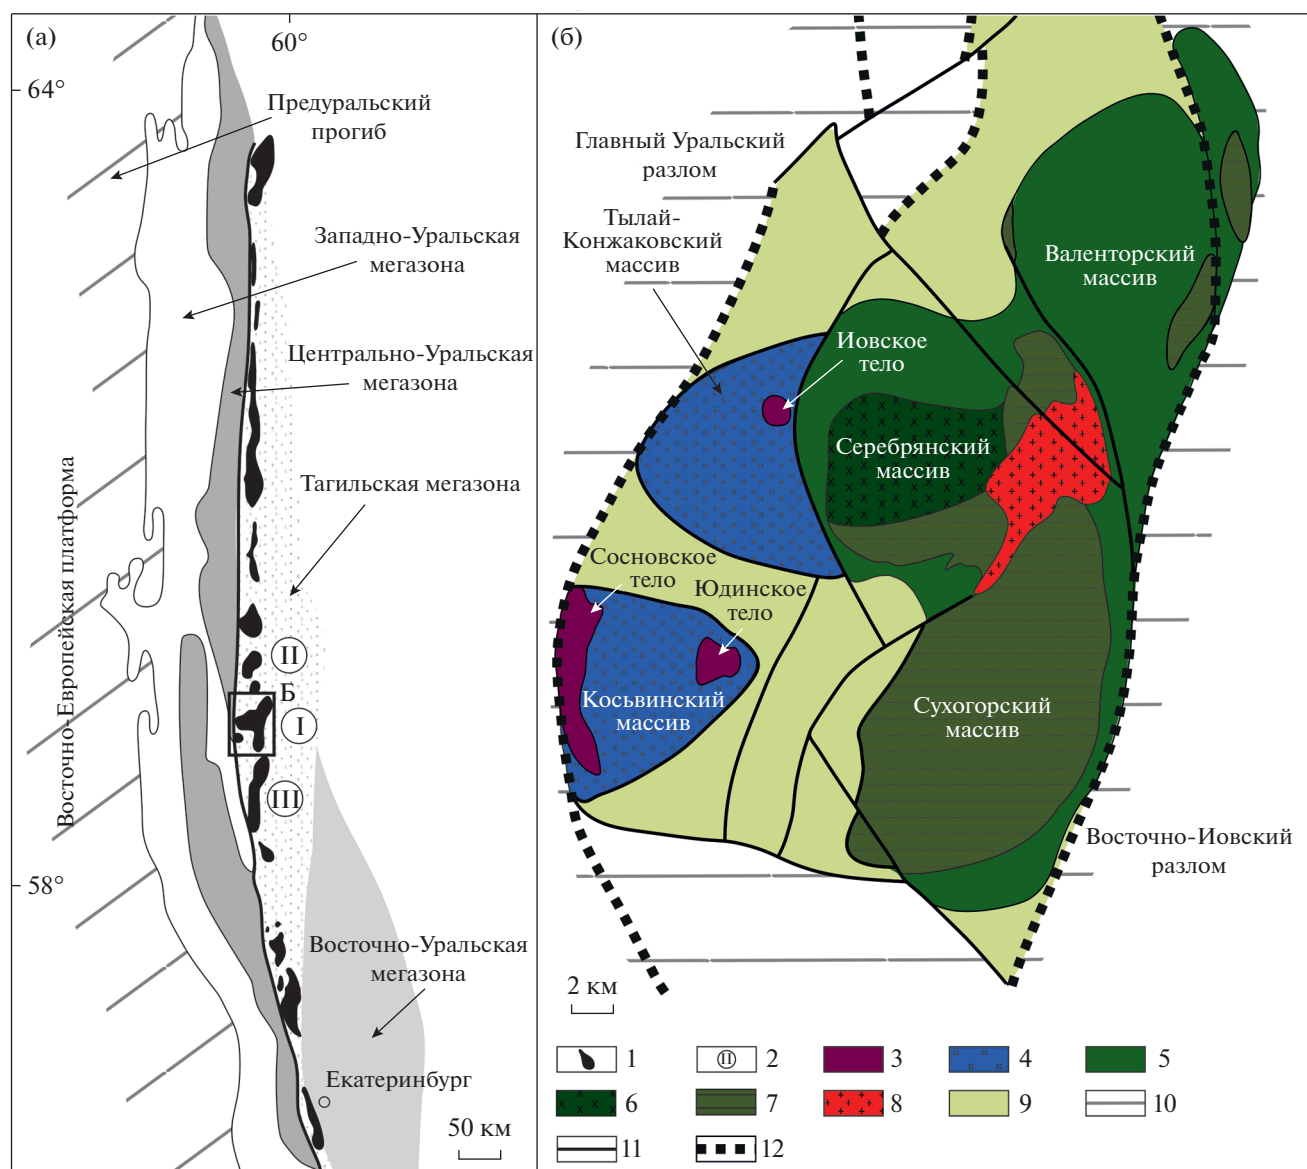 (а)
60°
64°
Предуральский
прогиб
Западно-Уральская
мегазона
Центрально-Уральская
мегазона
Тагильская мегазона
Восточно-Европейская платформа
II
Б
I
III
58°
Восточно-Уральская
мегазона
Екатеринбург
50 км
(б)
Главный Уральский
разлом
Тылай-
Конжаковский
массив
Валенторский
массив
Иовское
тело
Серебрянский
массив
Сосновское
тело
Юдинское
тело
Косьвинский
массив
Сухогорский
массив
Восточно-Иовский
разлом
2 км
1
II
2
3
4
5
6
7
8
9
10
11
12